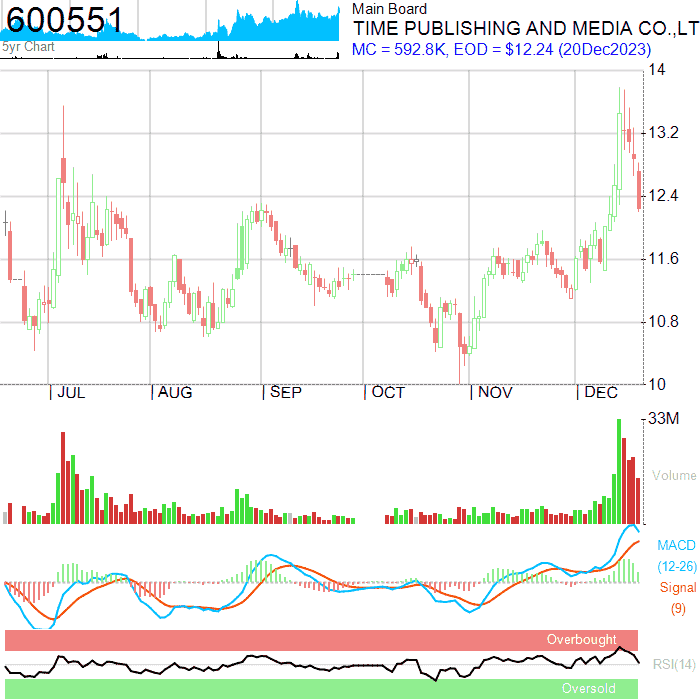 600551
5yr Chart
Main Board
TIME PUBLISHING AND MEDIA CO.,LT
MC = 592.8K, EOD = $12.24 (20Dec2023)
14
13.2
12.4
11.6
10.8
10
JUL AUG SEP OCT NOV DEC
33M
Volume
MACD
(12-26)
Signal
(9)
Overbought
RSI(14)
Oversold